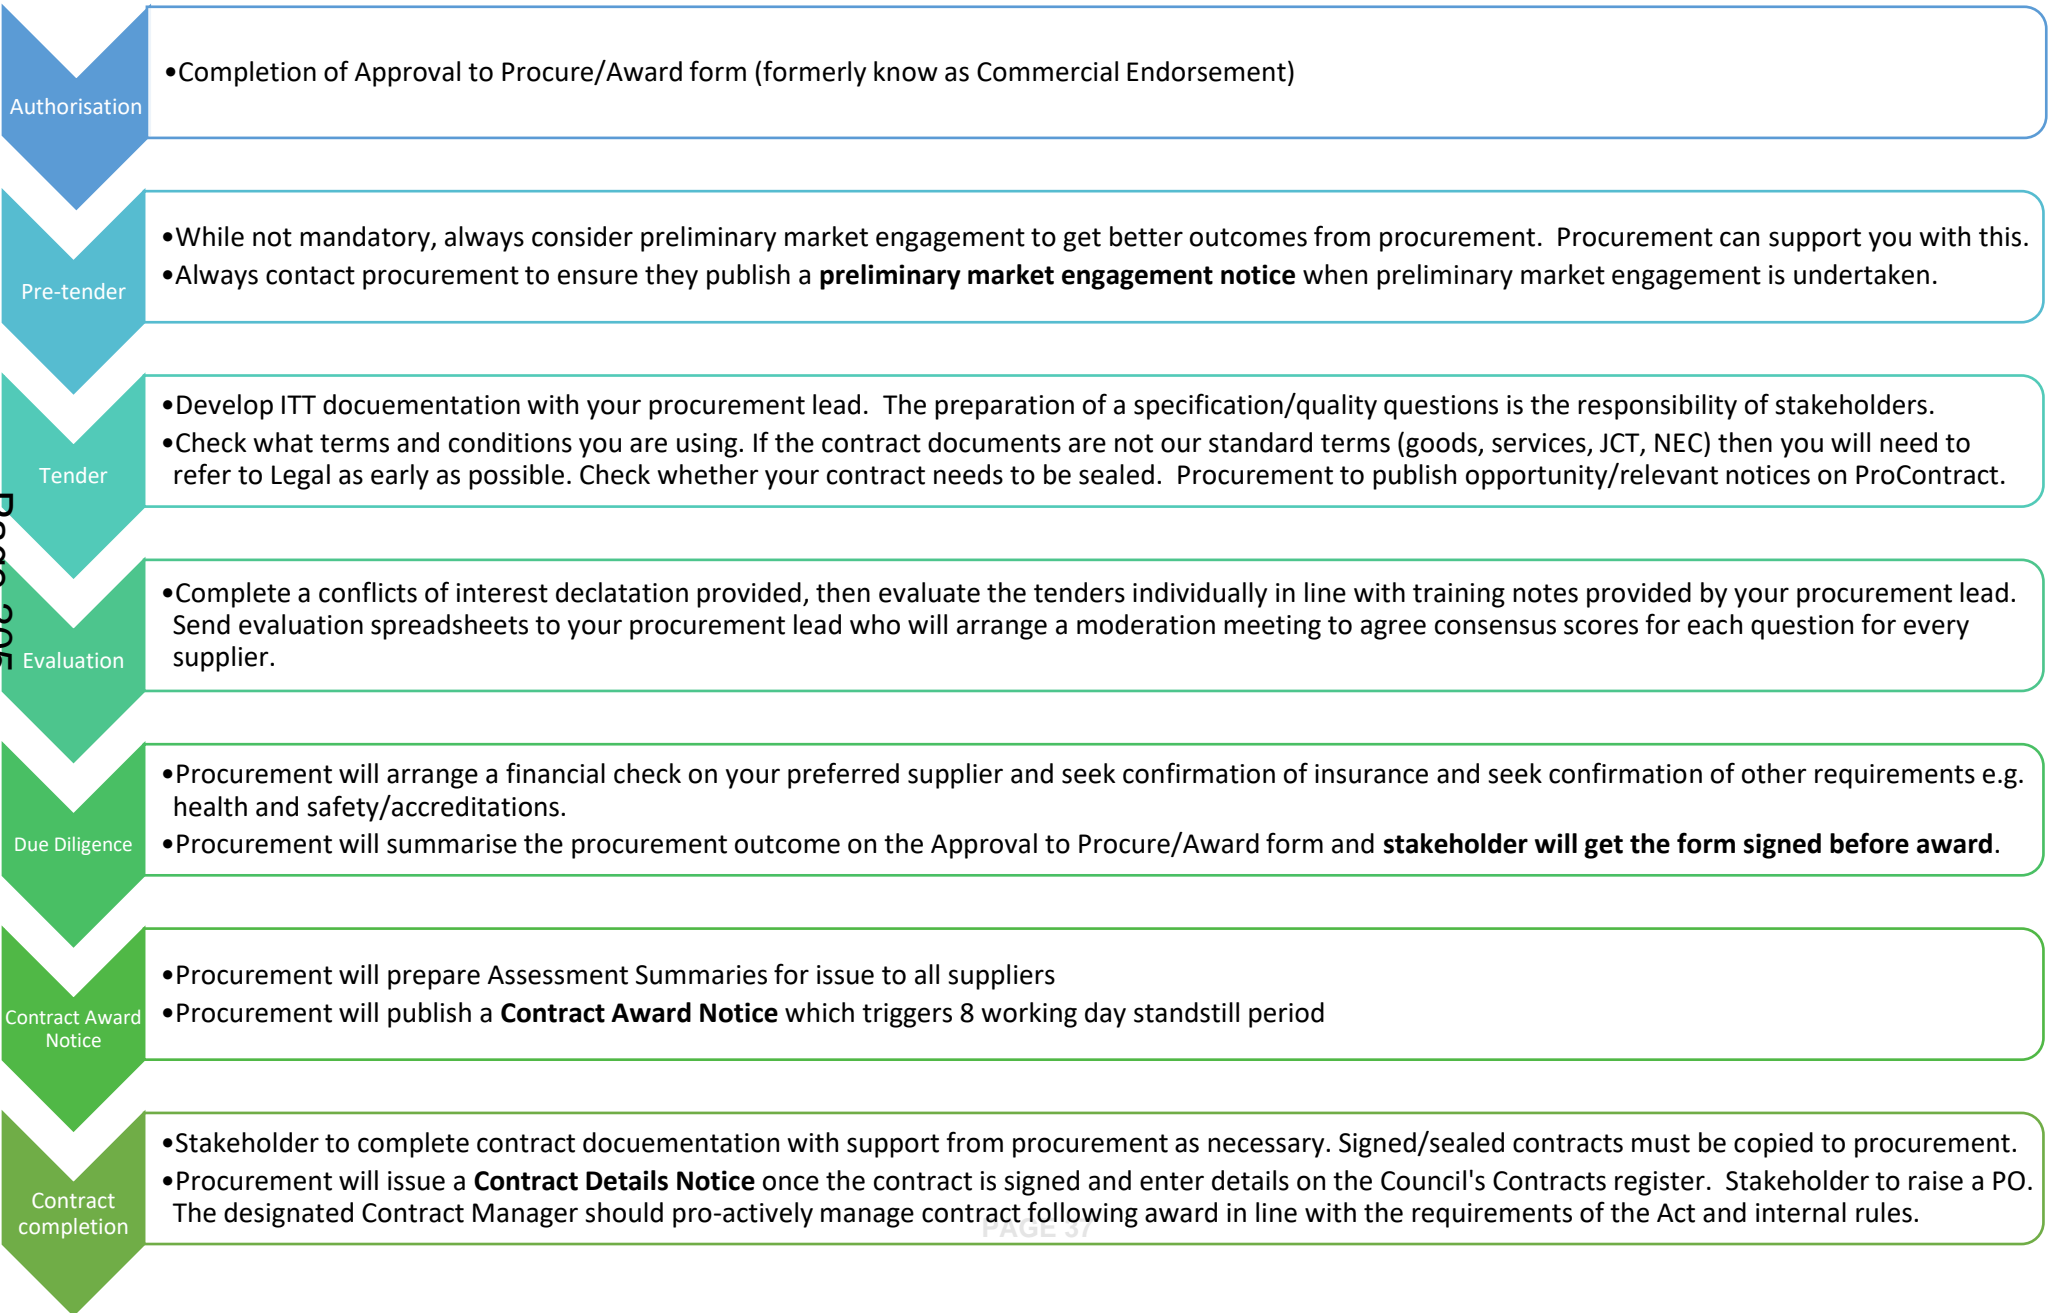 Authorisation
•Completion of Approval to Procure/Award form (formerly know as Commercial Endorsement)
Pre-tender
•While not mandatory, always consider preliminary market engagement to get better outcomes from procurement.  Procurement can support you with this.
•Always contact procurement to ensure they publish a preliminary market engagement notice when preliminary market engagement is undertaken.
Tender
•Develop ITT docuementation with your procurement lead.  The preparation of a specification/quality questions is the responsibility of stakeholders.
•Check what terms and conditions you are using. If the contract documents are not our standard terms (goods, services, JCT, NEC) then you will need to
refer to Legal as early as possible. Check whether your contract needs to be sealed.  Procurement to publish opportunity/relevant notices on ProContract.
Page 205
Evaluation
•Complete a conflicts of interest declatation provided, then evaluate the tenders individually in line with training notes provided by your procurement lead.
Send evaluation spreadsheets to your procurement lead who will arrange a moderation meeting to agree consensus scores for each question for every
supplier.
Due Diligence
•Procurement will arrange a financial check on your preferred supplier and seek confirmation of insurance and seek confirmation of other requirements e.g.
health and safety/accreditations.
•Procurement will summarise the procurement outcome on the Approval to Procure/Award form and stakeholder will get the form signed before award.
Contract Award
Notice
•Procurement will prepare Assessment Summaries for issue to all suppliers
•Procurement will publish a Contract Award Notice which triggers 8 working day standstill period
Contract
completion
•Stakeholder to complete contract docuementation with support from procurement as necessary. Signed/sealed contracts must be copied to procurement.
•Procurement will issue a Contract Details Notice once the contract is signed and enter details on the Council's Contracts register.  Stakeholder to raise a PO.
The designated Contract Manager should pro-actively manage contract following award in line with the requirements of the Act and internal rules.
PAGE 37